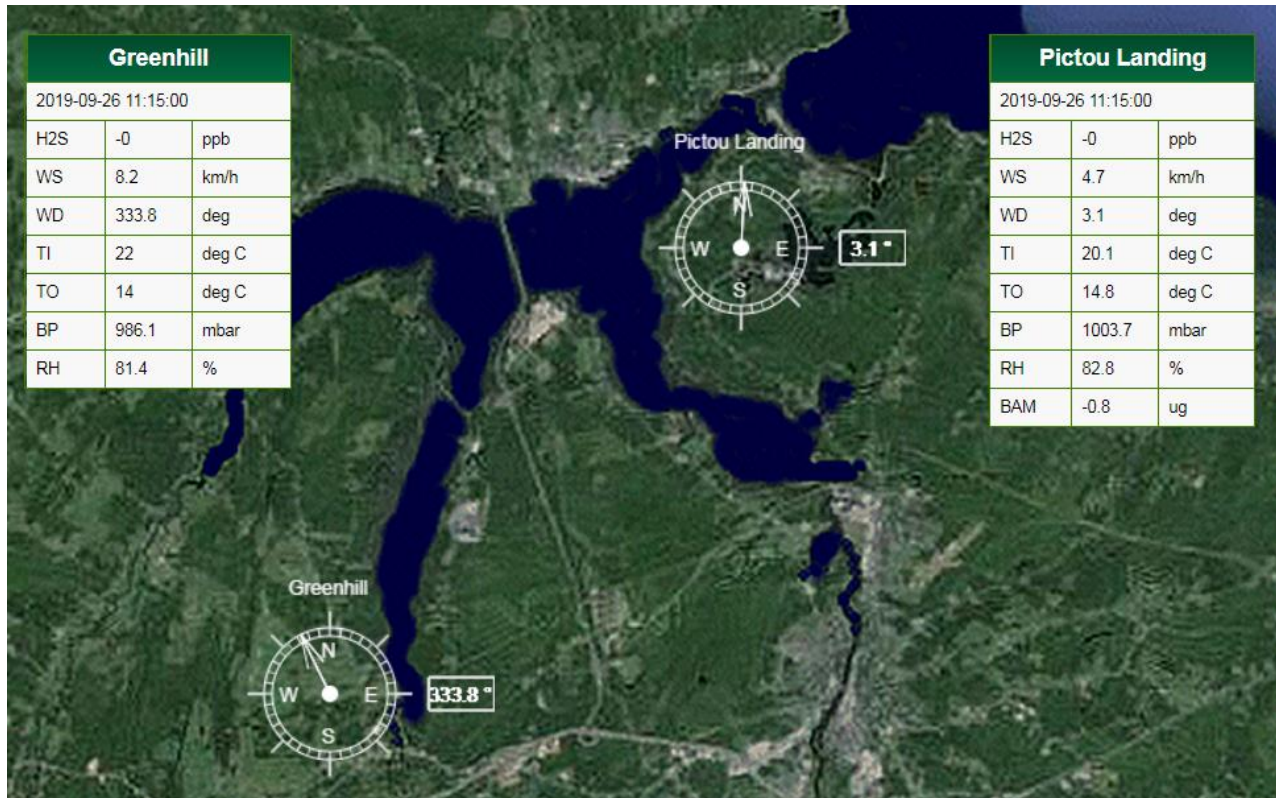 Greenhill
2019-09-26 11:15:00
H2S -0 ppb
WS 8.2 km/h
WD 333.8 deg
TI 22 deg C
TO 14 deg C
BP 986.1 mbar
RH 81.4 %
Pictou Landing
2019-09-26 11:15:00
H2S -0 ppb
WS 4.7 km/h
WD 3.1 deg
TI 20.1 deg C
TO 14.8 deg C
BP 1003.7 mbar
RH 82.8 %
BAM -0.8 ug
Pictou Landing
N
W E
S
3.1 °
Greenhill
N
W E
S
333.8 °